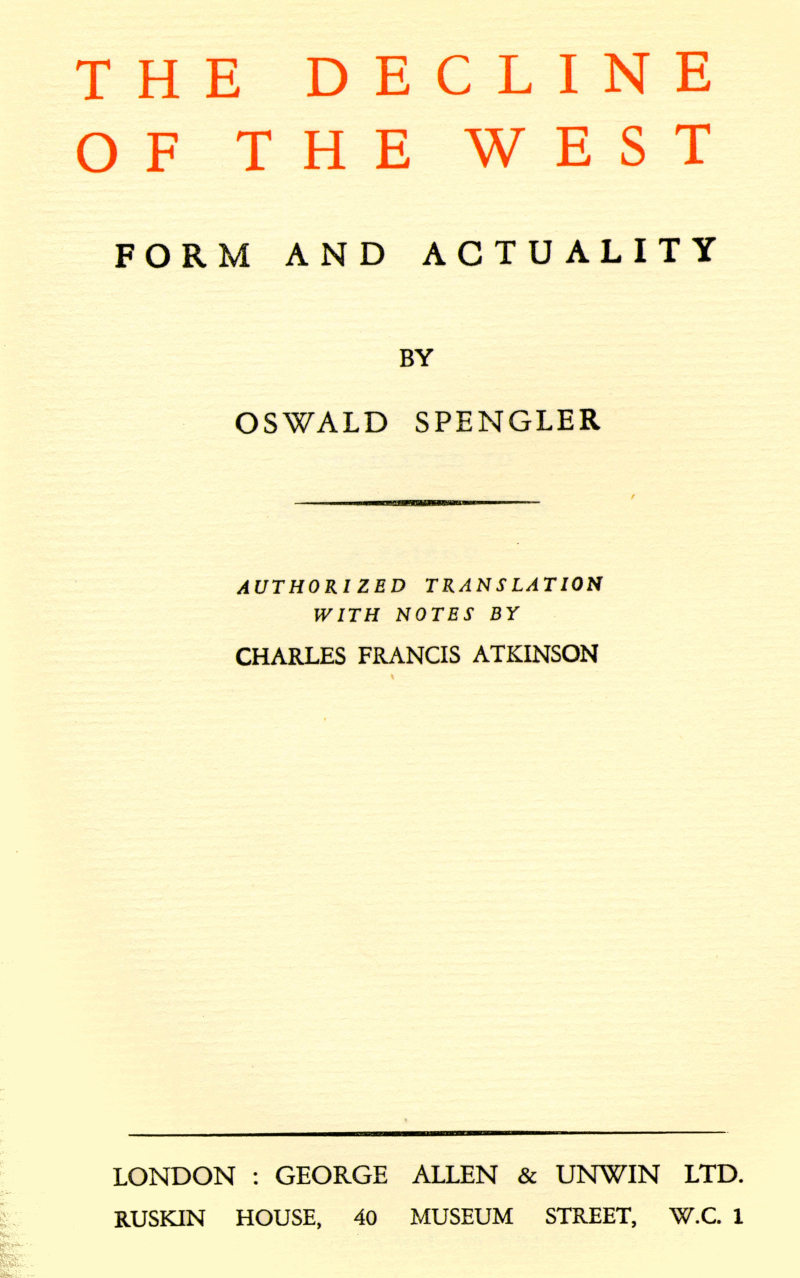 THE DECLINE
OF THE WEST
FORM AND ACTUALITY
BY
OSWALD SPENGLER
AUTHORIZED TRANSLATION
WITH NOTES BY
CHARLES FRANCIS ATKINSON
LONDON : GEORGE ALLEN & UNWIN LTD.
RUSKIN HOUSE, 40 MUSEUM STREET, W.C. 1